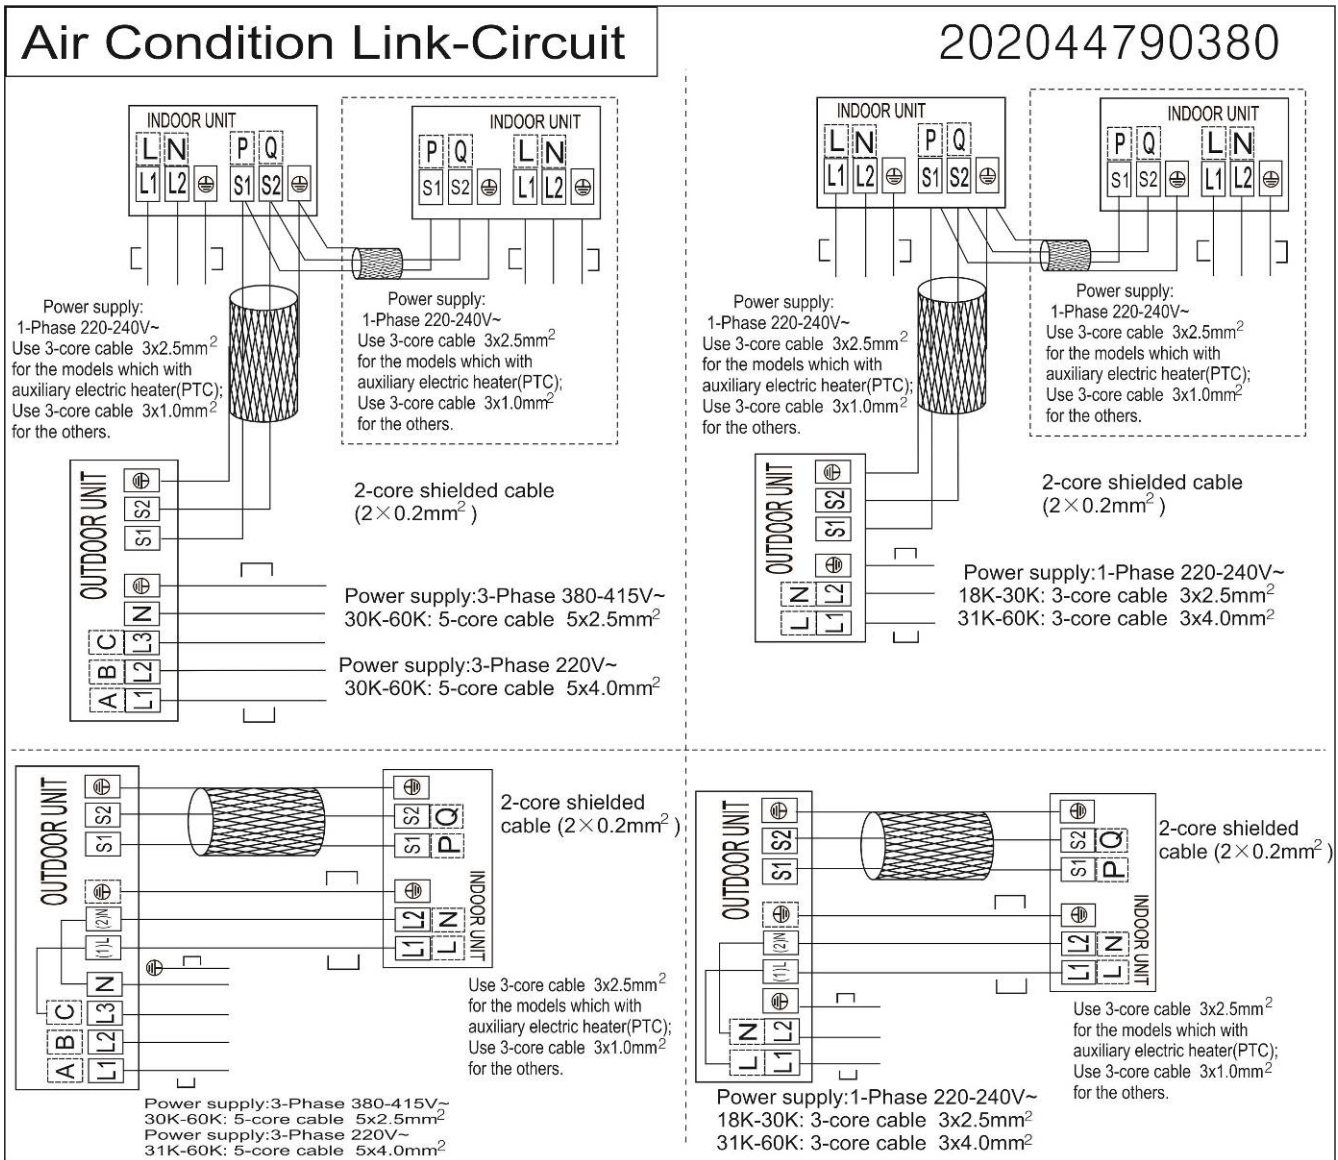 Air Condition Link-Circuit
202044790380
INDOOR UNIT
L N P Q
L1 L2 S1 S2
INDOOR UNIT
P Q L N
S1 S2 L1 L2
Power supply:
1-Phase 220-240V~
Use 3-core cable 3x2.5mm²
for the models which with
auxiliary electric heater(PTC);
Use 3-core cable 3x1.0mm²
for the others.
Power supply:
1-Phase 220-240V~
Use 3-core cable 3x2.5mm²
for the models which with
auxiliary electric heater(PTC);
Use 3-core cable 3x1.0mm²
for the others.
OUTDOOR UNIT
S2
S1
N
C L3
B L2
A L1
2-core shielded cable
(2×0.2mm²)
Power supply:3-Phase 380-415V~
30K-60K: 5-core cable 5x2.5mm²
Power supply:3-Phase 220V~
30K-60K: 5-core cable 5x4.0mm²
INDOOR UNIT
L N P Q
L1 L2 S1 S2
INDOOR UNIT
P Q L N
S1 S2 L1 L2
Power supply:
1-Phase 220-240V~
Use 3-core cable 3x2.5mm²
for the models which with
auxiliary electric heater(PTC);
Use 3-core cable 3x1.0mm²
for the others.
Power supply:
1-Phase 220-240V~
Use 3-core cable 3x2.5mm²
for the models which with
auxiliary electric heater(PTC);
Use 3-core cable 3x1.0mm²
for the others.
OUTDOOR UNIT
S2
S1
N L2
L L1
2-core shielded cable
(2×0.2mm²)
Power supply:1-Phase 220-240V~
18K-30K: 3-core cable 3x2.5mm²
31K-60K: 3-core cable 3x4.0mm²
OUTDOOR UNIT
S2
S1
(2)N
(1)L
N
C L3
B L2
A L1
S2 Q
S1 P
L2 N
L1 L
INDOOR UNIT
2-core shielded
cable (2×0.2mm²)
Use 3-core cable 3x2.5mm²
for the models which with
auxiliary electric heater(PTC);
Use 3-core cable 3x1.0mm²
for the others.
Power supply:3-Phase 380-415V~
30K-60K: 5-core cable 5x2.5mm²
Power supply:3-Phase 220V~
31K-60K: 5-core cable 5x4.0mm²
OUTDOOR UNIT
S2
S1
(2)N
(1)L
N L2
L L1
S2 Q
S1 P
L2 N
L1 L
INDOOR UNIT
2-core shielded
cable (2×0.2mm²)
Use 3-core cable 3x2.5mm²
for the models which with
auxiliary electric heater(PTC);
Use 3-core cable 3x1.0mm²
for the others.
Power supply:1-Phase 220-240V~
18K-30K: 3-core cable 3x2.5mm²
31K-60K: 3-core cable 3x4.0mm²